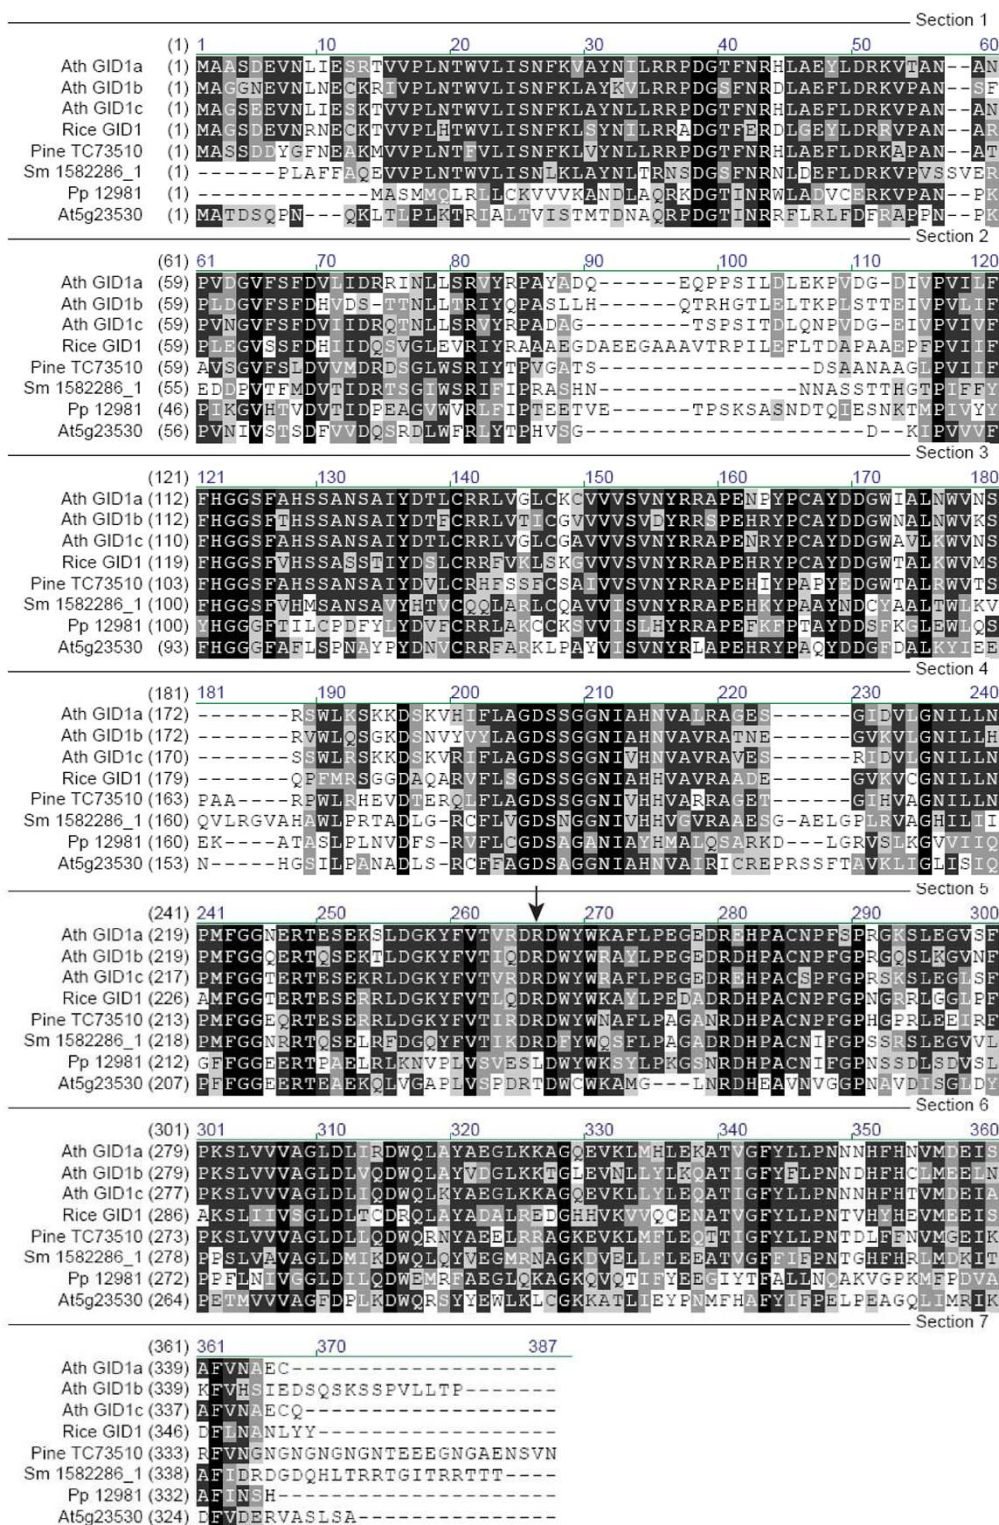 Section 1
(1) 1 10 20 30 40 50 60
Ath GID1a (1) MAASDEVNLIESRTVVPLNTWVLISNFKVAYNILRRPDGTFNRHLAEYLDRKVTAN--AN
Ath GID1b (1) MAGGNEVNLNECKRIVPLNTWVLISNFKLAYKVLRRPDGSFNRDLAEFLDRKVPAN--SF
Ath GID1c (1) MAGSEEVNLIESKTVVPLNTWVLISNFKLAYNLLRRPDGTFNRHLAEFLDRKVPAN--AN
Rice GID1 (1) MAGSDEVNRNECKTVVPLHTWVLISNFKLSYNILRRADGTFERDLGEYLDRRVPAN--AR
Pine TC73510 (1) MASSDDYGFNEAKMVVPLNTFVLISNFKLVYNLLRRPDGTFNRHLAEFLDRKAPAN--AT
Sm 1582286_1 (1) ------PLAFFAQEVVPLNTWVLISNLKLAYNLTRNSDGSFNRNLDEFLDRKVPVSSVER
Pp 12981 (1) -------------MASMMQLRLLCKVVVKANDLAQRKDGTINRWLADVCERKVPAN--PK
At5g23530 (1) MATDSQPN---QKLTLPLKTRIALTVISTMTDNAQRPDGTINRRFLRLFDFRAPPN--PK
Section 2
(61) 61 70 80 90 100 110 120
Ath GID1a (59) PVDGVFSFDVLIDRRINLLSRVYRPAYADQ------EQPPSILDLEKPVDG-DIVPVILF
Ath GID1b (59) PLDGVFSFDHVDS-TTNLLTRIYQPASLLH------QTRHGTLELTKPLSTTEIVPVLIF
Ath GID1c (59) PVNGVFSFDVIIDRQTNLLSRVYRPADAG--------TSPSITDLQNPVDG-EIVPVIVF
Rice GID1 (59) PLEGVSSFDHIIDQSVGLEVRIYRAAAEGDAEEGAAAVTRPILEFLTDAPAAEPFPVIIF
Pine TC73510 (59) AVSGVFSLDVVMDRDSGLWSRIYTPVGATS-----------------DSAANAAGLPVIIF
Sm 1582286_1 (55) EDDPVTFMDVTIDRTSGIWSRIFIPRASHN----------------NNASSTTHGTPIFFY
Pp 12981 (46) PIKGVHTVDVTIDPEAGVWVRLFIPTEETVE------TPSKSASNDTQIESNKTMPIVYY
At5g23530 (56) PVNIVSTSDFVVDQSRDLWFRLYTPHVSG---------------------D-KIPVVVF
Section 3
(121) 121 130 140 150 160 170 180
Ath GID1a (112) FHGGSFAHSSANSAIYDTLCRRLVGLCKCVVVSVNYRRAPENPYPCAYDDGWIALNWVNS
Ath GID1b (112) FHGGSFTHSSANSAIYDTFCRRLVTICGVVVVSVDYRRSPEHRYPCAYDDGWNALNWVKS
Ath GID1c (110) FHGGSFAHSSANSAIYDTLCRRLVGLCGAVVVSVNYRRAPENRYPCAYDDGWAVLKWVNS
Rice GID1 (119) FHGGSFVHSSASSTIYDSLCRRFVKLSKGVVVSVNYRRAPEHRYPCAYDDGWTALKWVMS
Pine TC73510 (103) FHGGSFAHSSANSAIYDVLCRHFSSFCSAIVVSVNYRRAPEHIYPAPYEDGWTALRWVTS
Sm 1582286_1 (100) FHGGSFVHMSANSAVYHTVCQQLARLCQAVVISVNYRRAPEHKYPAAYNDCYAALTWLKV
Pp 12981 (100) YHGGGFTILCPDFYLYDVFCRRLAKCCKSVVISLHYRRAPEFKFPTAYDDSFKGLEWLQS
At5g23530 (93) FHGGGFAFLSPNAYPYDNVCRRFARKLPAYVISVNYRLAPEHRYPAQYDDGFDALKYIEE
Section 4
(181) 181 190 200 210 220 230 240
Ath GID1a (172) -------RSWLKSKKDSKVHIFLAGDSSGGNIAHNVALRAGES------GIDVLGNILLN
Ath GID1b (172) -------RVWLQSGKDSNVYVYLAGDSSGGNIAHNVAVRATNE------GVKVLGNILLH
Ath GID1c (170) -------SSWLRSKKDSKVRIFLAGDSSGGNIVHNVAVRAVES------RIDVLGNILLN
Rice GID1 (179) -------QPFMRSGGDAQARVFLSGDSSGGNIAHHVAVRAADE------GVKVCGNILLN
Pine TC73510 (163) PAA----RPWLRHEVDTERQLFLAGDSSGGNIVHHVARRAGET------GIHVAGNILLN
Sm 1582286_1 (160) QVLRGVAHAWLPRTADLG-RCFLVGDSNGGNIVHHVGVRAAESG-AELGPLRVAGHILII
Pp 12981 (160) EK-----ATASLPLNVDFS-RVFLCGDSAGANIAYHMALQSARKD---LGRVSLKGVVIIQ
At5g23530 (153) N------HGSILPANADLS-RCFFAGDSAGGNIAHNVAIRICREPRSSFTAVKLIGLISIQ
Section 5
(241) 241 250 260 270 280 290 300
Ath GID1a (219) PMFGGNERTESEKSLDGKYFVTVRDRDWYWKAFLPEGEDREHPACNPFSPRGKSLEGVSF
Ath GID1b (219) PMFGGQERTQSEKTLDGKYFVTIQDRDWYWRAYLPEGEDRDHPACNPFGPRGQSLKGVNF
Ath GID1c (217) PMFGGTERTESEKRLDGKYFVTVRDRDWYWRAFLPEGEDREHPACSPFGPRSKSLEGLSF
Rice GID1 (226) AMFGGTERTESERRLDGKYFVTLQDRDWYWKAYLPEDADRDHPACNPFGPNGRRLGGLPF
Pine TC73510 (213) PMFGGEQRTESERRLDGKYFVTIRDRDWYWNAFLPAGANRDHPACNPFGPHGPRLEEIRF
Sm 1582286_1 (218) PMFGGNRRTQSELRFDGQYFVTIKDRDFYWQSFLPAGADRDHPACNIFGPSSRSLEGVVL
Pp 12981 (212) GFFGGEERTPAELRLKNVPLVSVESLDWYWKSYLPKGSNRDHPACNIFGPNSSDLSDVSL
At5g23530 (207) PFFGGEERTEAEKQLVGAPLVSPDRTDWCWKAMG---LNRDHEAVNVGGPNAVDISGLDY
Section 6
(301) 301 310 320 330 340 350 360
Ath GID1a (279) PKSLVVVAGLDLIRDWQLAYAEGLKKAGQEVKLMHLEKATVGFYLLPNNNHFHNVMDEIS
Ath GID1b (279) PKSLVVVAGLDLVQDWQLAYVDGLKKTGLEVNLLYLKQATIGFYFLPNNDHFHCLMEELN
Ath GID1c (277) PKSLVVVAGLDLIQDWQLKYAEGLKKAGQEVKLLYLEQATIGFYLLPNNNHFHTVMDEIA
Rice GID1 (286) AKSLIIVSGLDLTCDRQLAYADALREDGHHVKVVQCENATVGFYLLPNTVHYHEVMEEIS
Pine TC73510 (273) PKSLVVVAGLDLLQDWQRNYAEELRRAGKEVKLMFLEQTTIGFYLLPNTDLFFNVMGEIK
Sm 1582286_1 (278) PPSLVAVAGLDMIKDWQLQYVEGMRNAGKDVELLFLEEATVGFFIFPNTGHFHRLMDKIT
Pp 12981 (272) PPFLNIVGGLDILQDWEMRFAEGLQKAGKQVQTIFYEEGIYTFALLNQAKVGPKMFPDVA
At5g23530 (264) PETMVVVAGFDPLKDWQRSYYEWLKLCGKKATLIEYPNMFHAFYIFPELPEAGQLIMRIK
Section 7
(361) 361 370 387
Ath GID1a (339) AFVNAEC--------------------
Ath GID1b (339) KFVHSIEDSQSKSSPVLLTP-------
Ath GID1c (337) AFVNAECQ-------------------
Rice GID1 (346) DFLNANLYY------------------
Pine TC73510 (333) RFVNGNGNGNGNGNTEEEGNGAENSVN
Sm 1582286_1 (338) AFIDRDGDQHLTRRTGITRRTTT----
Pp 12981 (332) AFINSH---------------------
At5g23530 (324) DFVDERVASLSA---------------